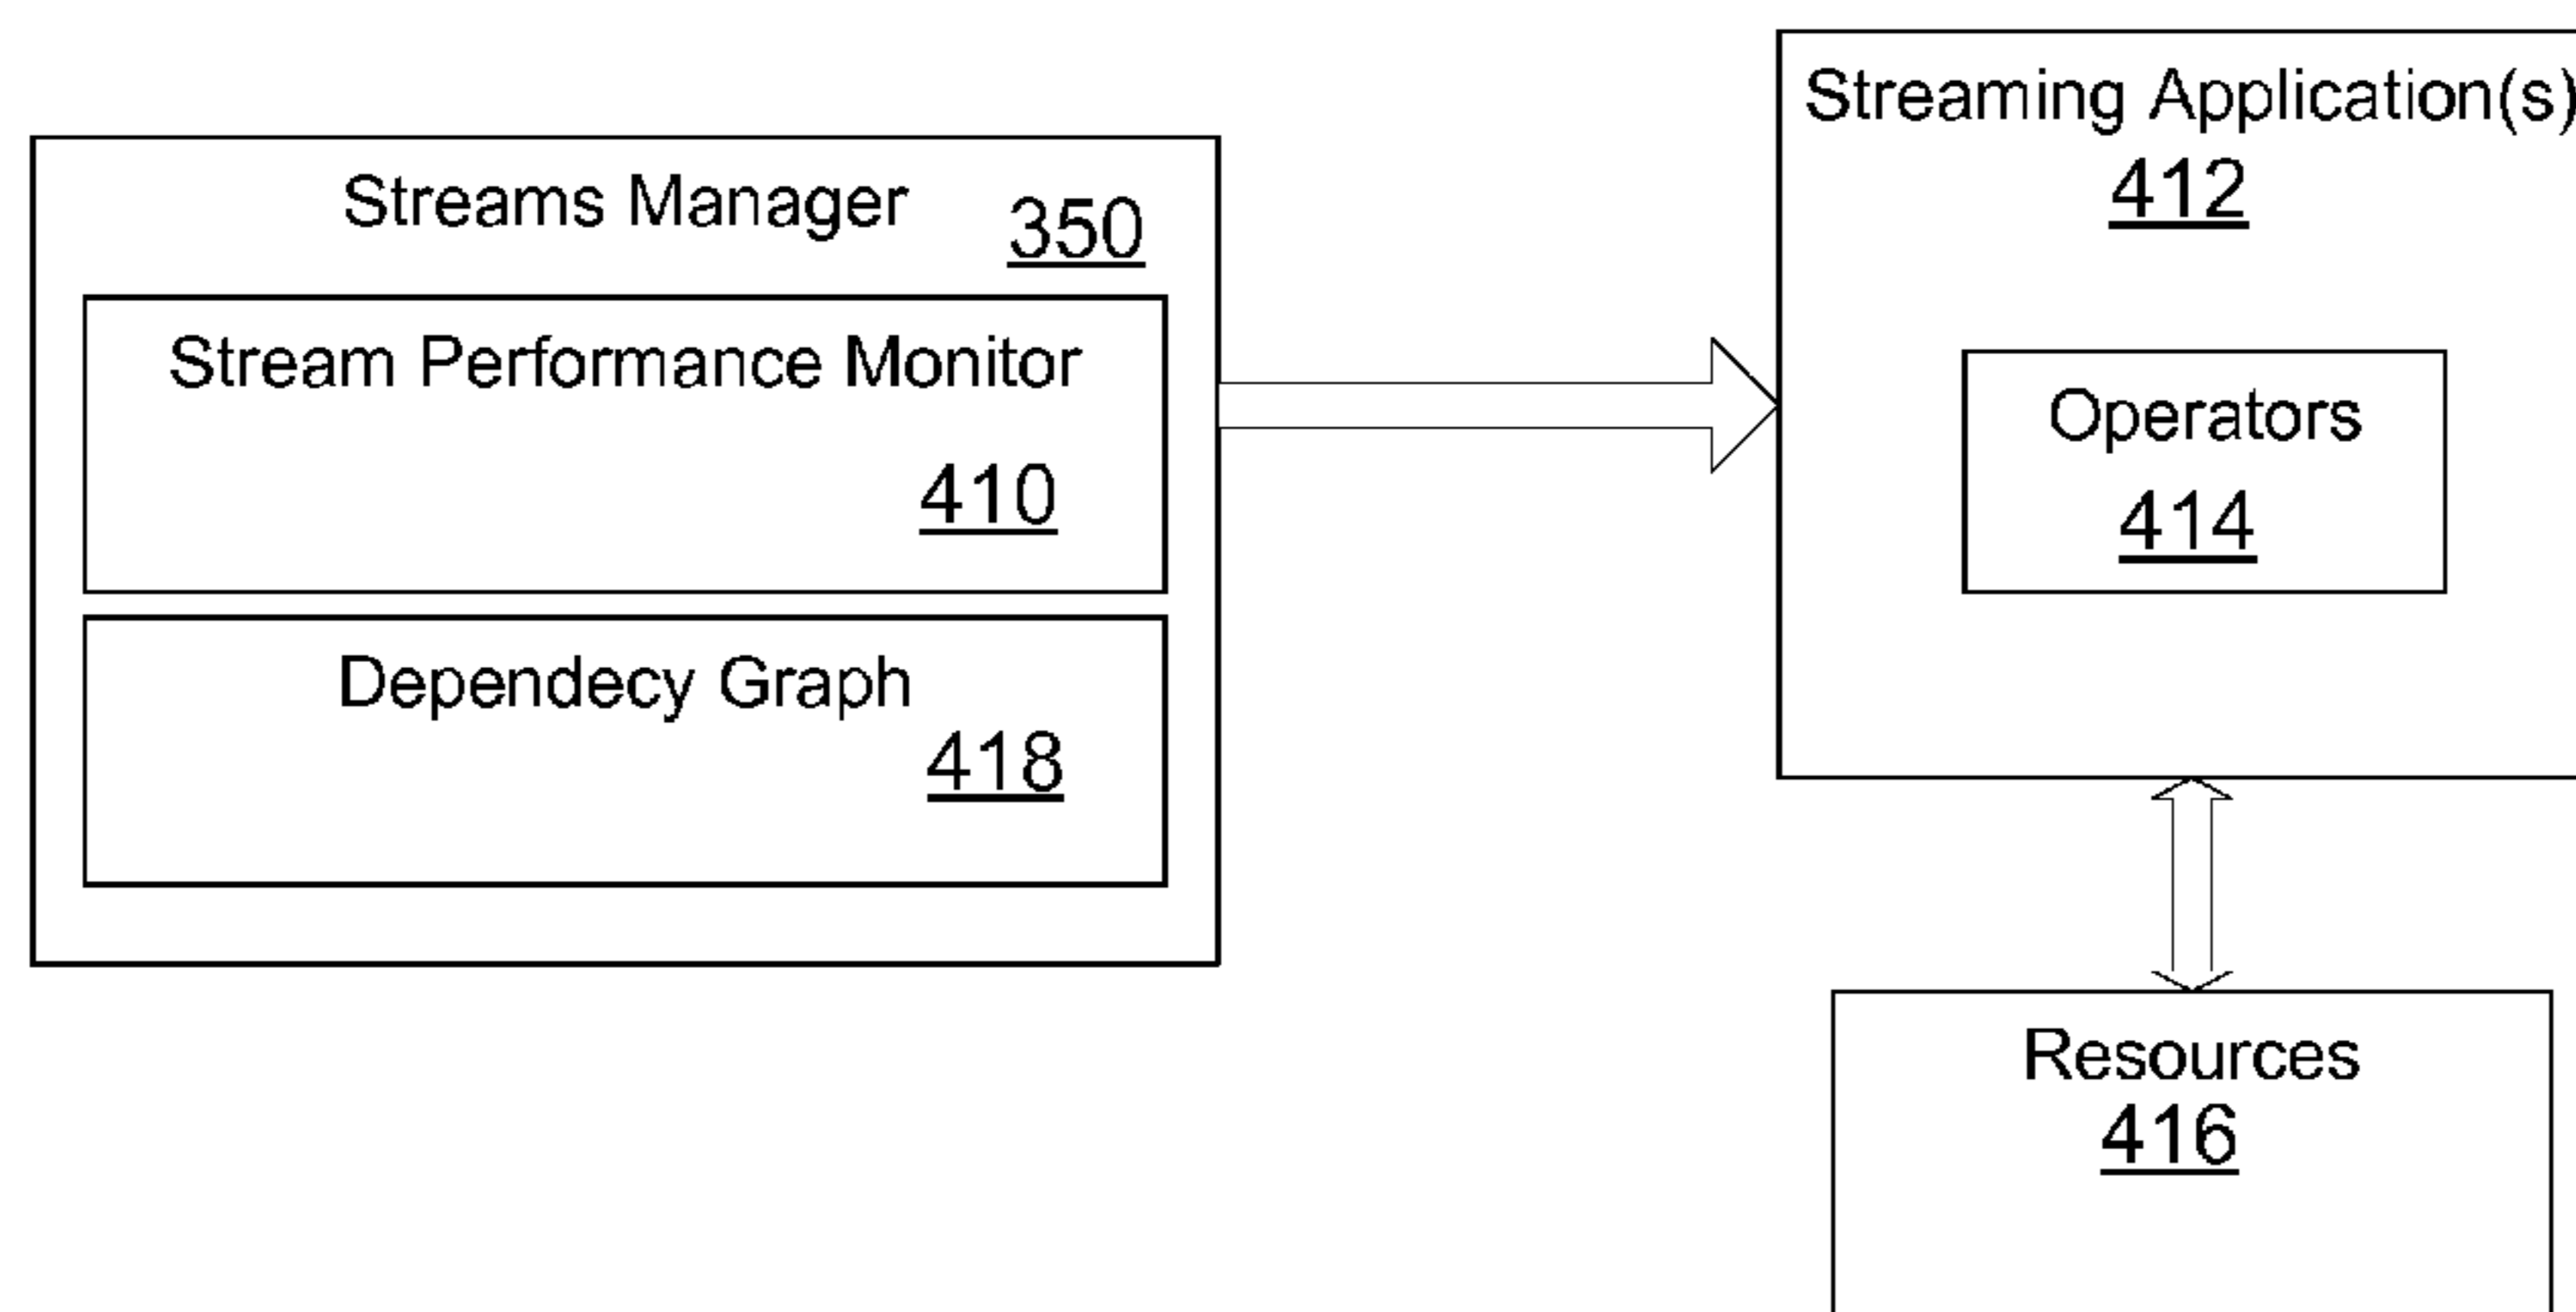 Streams Manager
350
Stream Performance Monitor
410
Dependecy Graph
418
Streaming Application(s)
412
Operators
414
Resources
416